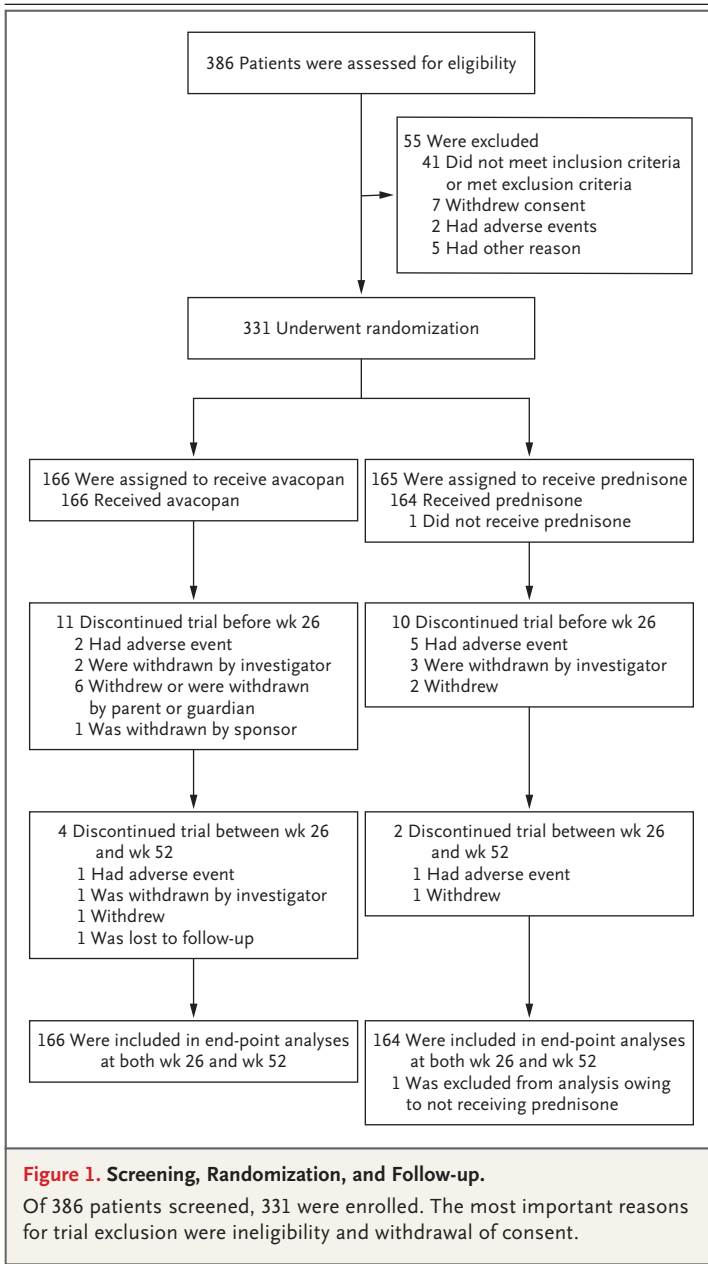 386 Patients were assessed for eligibility
55 Were excluded
41 Did not meet inclusion criteria
or met exclusion criteria
7 Withdrew consent
2 Had adverse events
5 Had other reason
331 Underwent randomization
166 Were assigned to receive avacopan
166 Received avacopan
165 Were assigned to receive prednisone
164 Received prednisone
1 Did not receive prednisone
11 Discontinued trial before wk 26
2 Had adverse event
2 Were withdrawn by investigator
6 Withdrew or were withdrawn
by parent or guardian
1 Was withdrawn by sponsor
10 Discontinued trial before wk 26
5 Had adverse event
3 Were withdrawn by investigator
2 Withdrew
4 Discontinued trial between wk 26
and wk 52
1 Had adverse event
1 Was withdrawn by investigator
1 Withdrew
1 Was lost to follow-up
2 Discontinued trial between wk 26
and wk 52
1 Had adverse event
1 Withdrew
166 Were included in end-point analyses
at both wk 26 and wk 52
164 Were included in end-point analyses
at both wk 26 and wk 52
1 Was excluded from analysis owing
to not receiving prednisone
Figure 1. Screening, Randomization, and Follow-up.
Of 386 patients screened, 331 were enrolled. The most important reasons
for trial exclusion were ineligibility and withdrawal of consent.